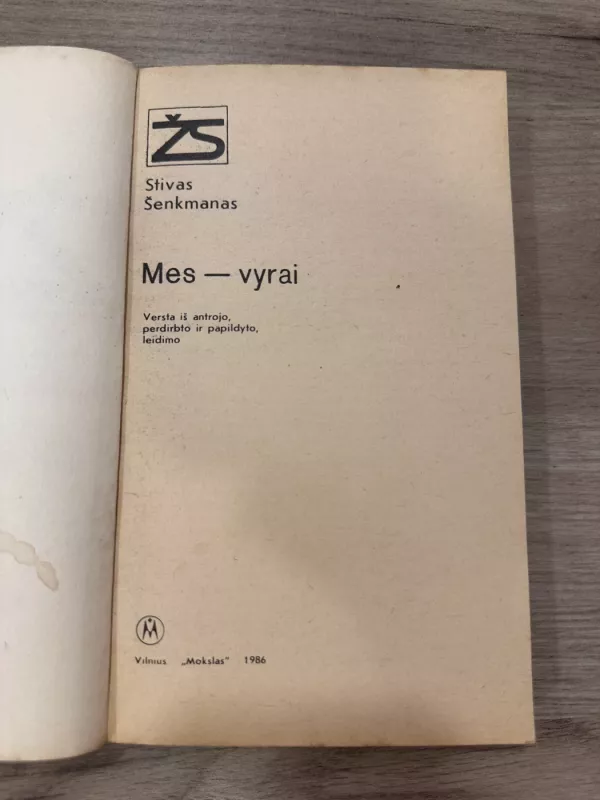 ŽS
Stivas
Šenkmanas
Mes — vyrai
Versta iš antrojo,
perdirbto ir papildyto,
leidimo
M
Vilnius „Mokslas" 1986